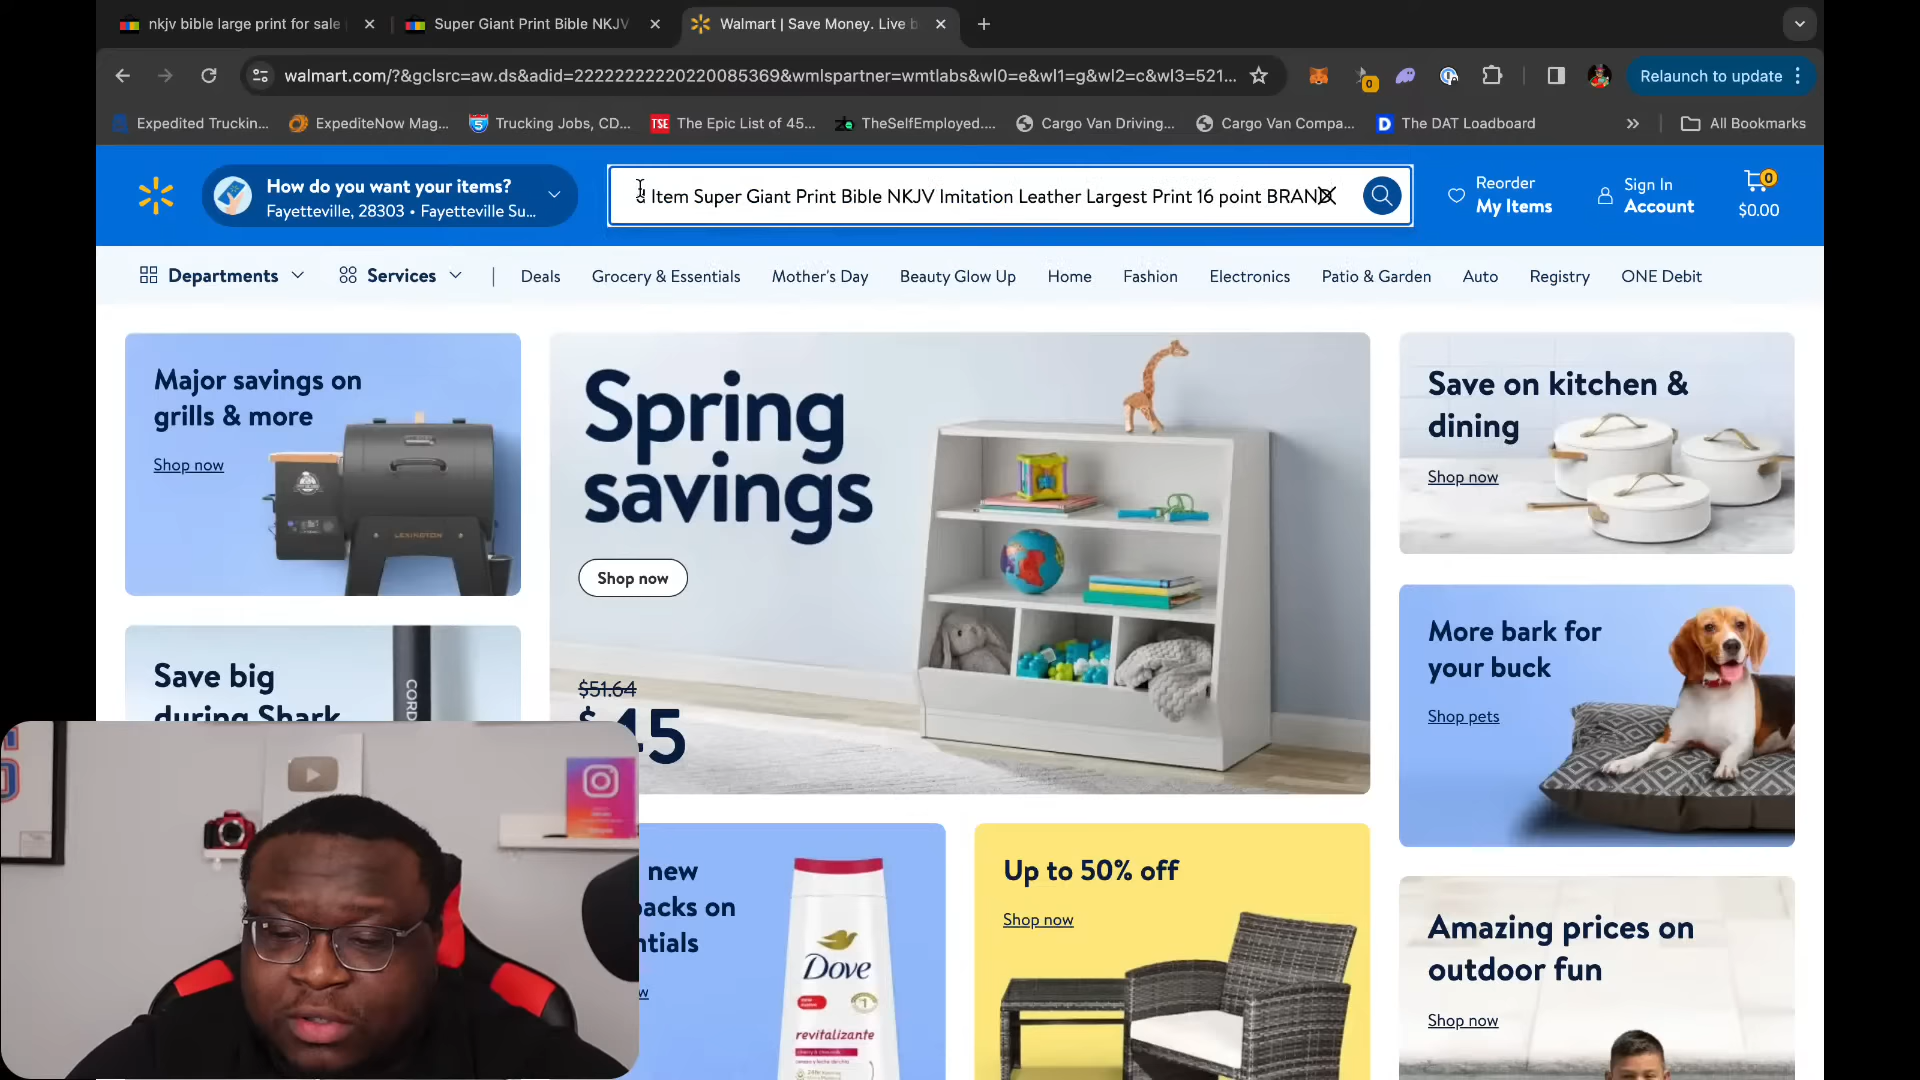 nkjv bible large print for sale
Super Giant Print Bible NKJV
Walmart | Save Money. Live b
walmart.com/?&gclsrc=aw.ds&adid=22222222220220085369&wmlspartner=wmtlabs&wl0=e&wl1=g&wl2=c&wl3=521...
0
Relaunch to update
Expedited Truckin...
ExpediteNow Mag...
5
Trucking Jobs, CD...
TSE
The Epic List of 45...
TheSelfEmployed....
Cargo Van Driving...
Cargo Van Compa...
D
The DAT Loadboard
All Bookmarks
How do you want your items?
Fayetteville, 28303 • Fayetteville Su...
Item Super Giant Print Bible NKJV Imitation Leather Largest Print 16 point BRAND
Reorder
My Items
Sign In
Account
0
$0.00
Departments
Services
Deals
Grocery & Essentials
Mother's Day
Beauty Glow Up
Home
Fashion
Electronics
Patio & Garden
Auto
Registry
ONE Debit
Major savings on
grills & more
Shop now
LEXINGTON
Spring
savings
Shop now
$51.64
45
Save on kitchen &
dining
Shop now
More bark for
your buck
Shop pets
Save big
during Shark
CORD
new
packs on
Dove
revitalizante
Up to 50% off
Shop now
Amazing prices on
outdoor fun
Shop now